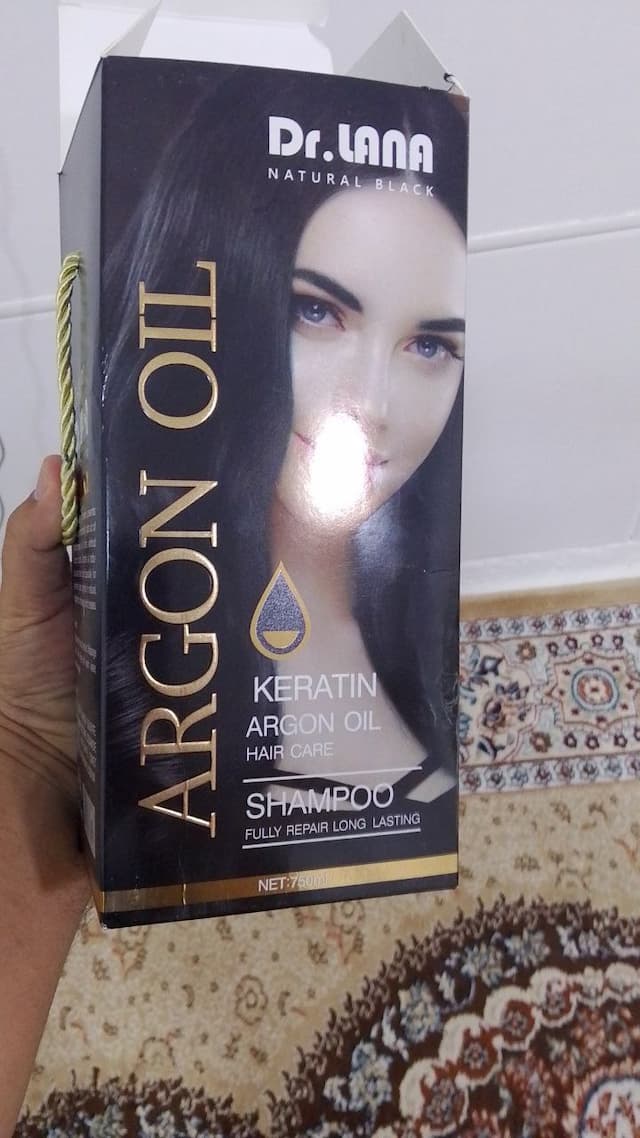 Dr.LANA
NATURAL BLACK
ARGON OIL
KERATIN
ARGON OIL
HAIR CARE
SHAMPOO
FULLY REPAIR LONG LASTING
NET:750ml